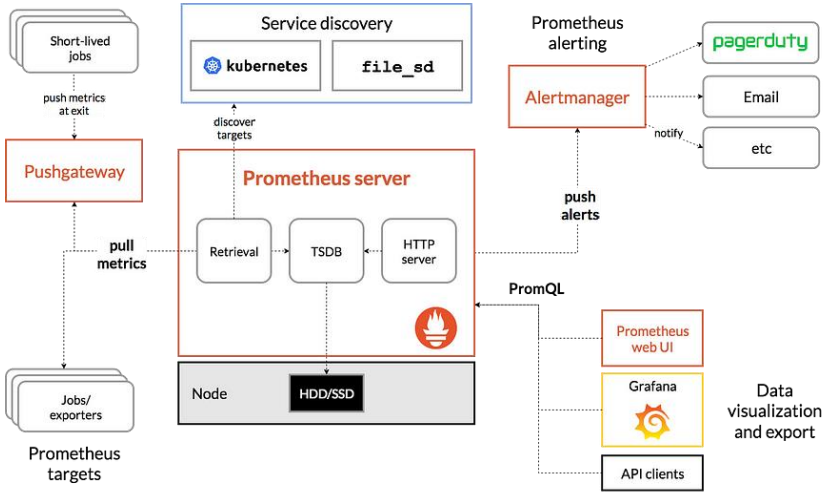 Short-lived
jobs
push metrics
at exit
Pushgateway
pull
metrics
Jobs/
exporters
Prometheus
targets
Service discovery
kubernetes
file_sd
discover
targets
Prometheus server
Retrieval
TSDB
HTTP
server
Node
HDD/SSD
Prometheus
alerting
Alertmanager
pagerduty
Email
etc
notify
push
alerts
PromQL
Prometheus
web UI
Grafana
API clients
Data
visualization
and export